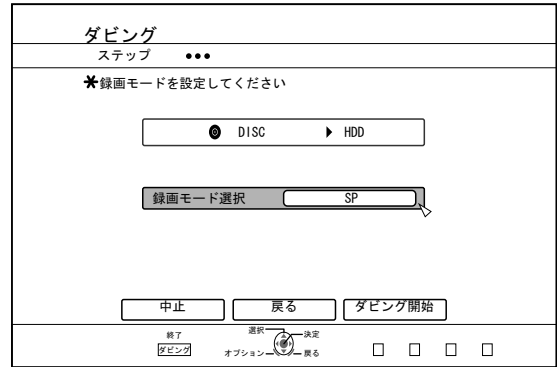 ダビング
ステップ ●●●
*録画モードを設定してください
DISC ▶ HDD
録画モード選択 SP
中止 戻る ダビング開始
終了 選択 決定
ダビング オプション 戻る